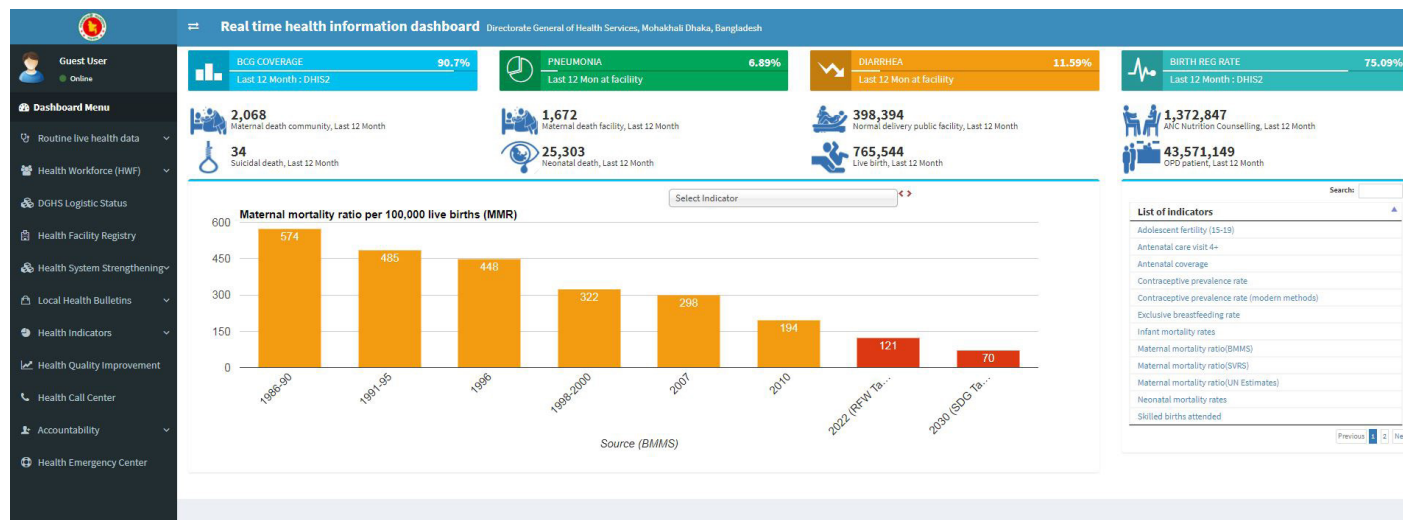 Real time health information dashboard Directorate General of Health Services, Mohakhali Dhaka, Bangladesh
Guest User
Online
Dashboard Menu
Routine live health data
Health Workforce (HWF)
DGHS Logistic Status
Health Facility Registry
Health System Strengthening
Local Health Bulletins
Health Indicators
Health Quality Improvement
Health Call Center
Accountability
Health Emergency Center
BCG COVERAGE 90.7%
Last 12 Month : DHIS2
PNEUMONIA 6.89%
Last 12 Mon at faciliity
DIARRHEA 11.59%
Last 12 Mon at faciliity
BIRTH REG RATE 75.09%
Last 12 Month : DHIS2
2,068
Maternal death community, Last 12 Month
1,672
Maternal death facility, Last 12 Month
398,394
Normal delivery public facility, Last 12 Month
1,372,847
ANC Nutrition Counselling, Last 12 Month
34
Suicidal death, Last 12 Month
25,303
Neonatal death, Last 12 Month
765,544
Live birth, Last 12 Month
43,571,149
OPD patient, Last 12 Month
Select Indicator
Maternal mortality ratio per 100,000 live births (MMR)
600
450
300
150
0
574
485
448
322
298
194
121
70
1986-90
1991-95
1996
1998-2000
2007
2010
2022 (RFW Ta...
2030 (SDG Ta...
Source (BMMS)
Search:
List of indicators
Adolescent fertility (15-19)
Antenatal care visit 4+
Antenatal coverage
Contraceptive prevalence rate
Contraceptive prevalence rate (modern methods)
Exclusive breastfeeding rate
Infant mortality rates
Maternal mortality ratio(BMMS)
Maternal mortality ratio(SVRS)
Maternal mortality ratio(UN Estimates)
Neonatal mortality rates
Skilled births attended
Previous 1 2 Ne